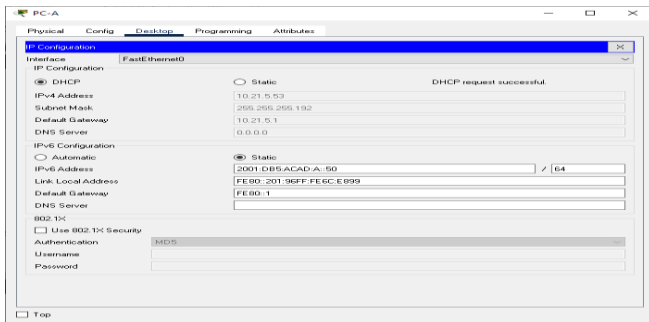 PC-A
Physical Config Desktop Programming Attributes
IP Configuration X
Interface FastEthernet0
IP Configuration
DHCP Static DHCP request successful.
IPv4 Address 10.21.5.53
Subnet Mask 255.255.255.192
Default Gateway 10.21.5.1
DNS Server 0.0.0.0
IPv6 Configuration
Automatic Static
IPv6 Address 2001:DB5:ACAD:A::50 / 64
Link Local Address FE80::201:96FF:FE6C:E899
Default Gateway FE80::1
DNS Server
802.1X
Use 802.1X Security
Authentication MD5
Username
Password
Top